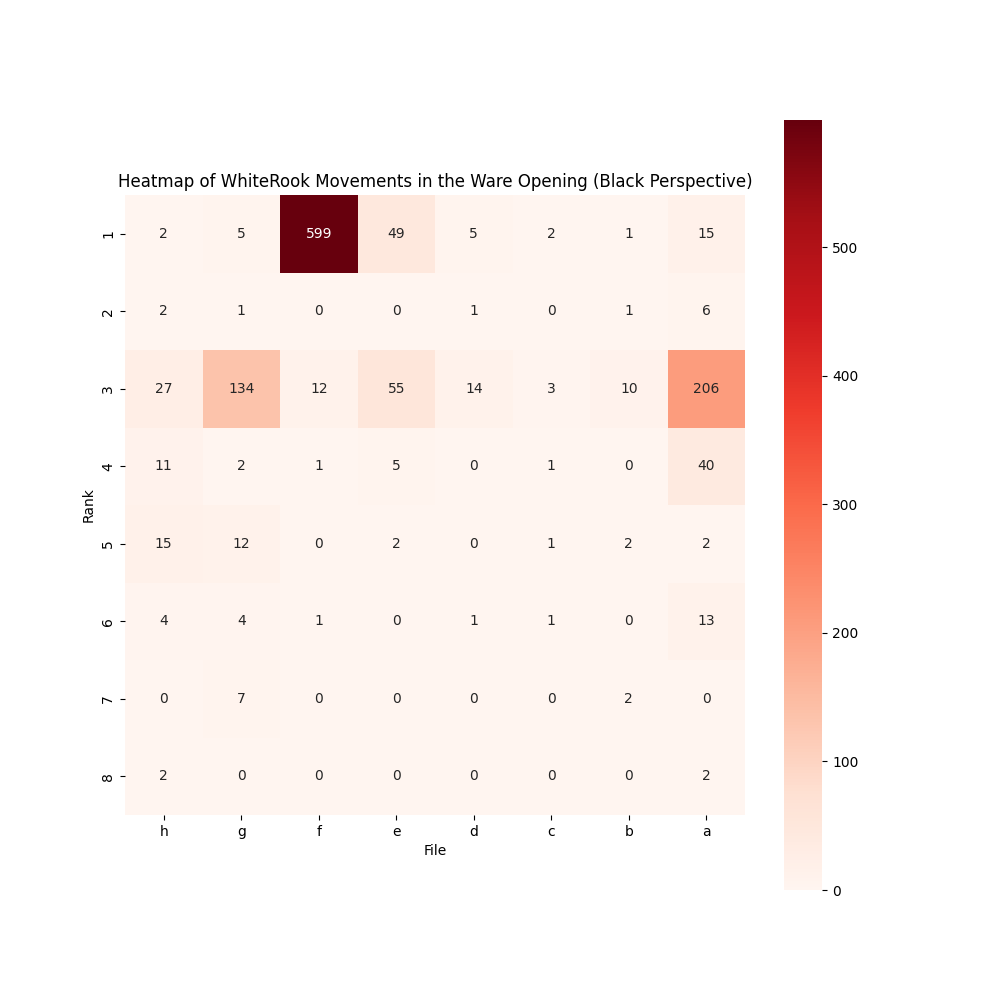 Heatmap of WhiteRook Movements in the Ware Opening (Black Perspective)
1 2 5 599 49 5 2 1 15
2 2 1 0 0 1 0 1 6
3 27 134 12 55 14 3 10 206
4 11 2 1 5 0 1 0 40
5 15 12 0 2 0 1 2 2
6 4 4 1 0 1 1 0 13
7 0 7 0 0 0 0 2 0
8 2 0 0 0 0 0 0 2
h g f e d c b a
File
Rank
500
400
300
200
100
0